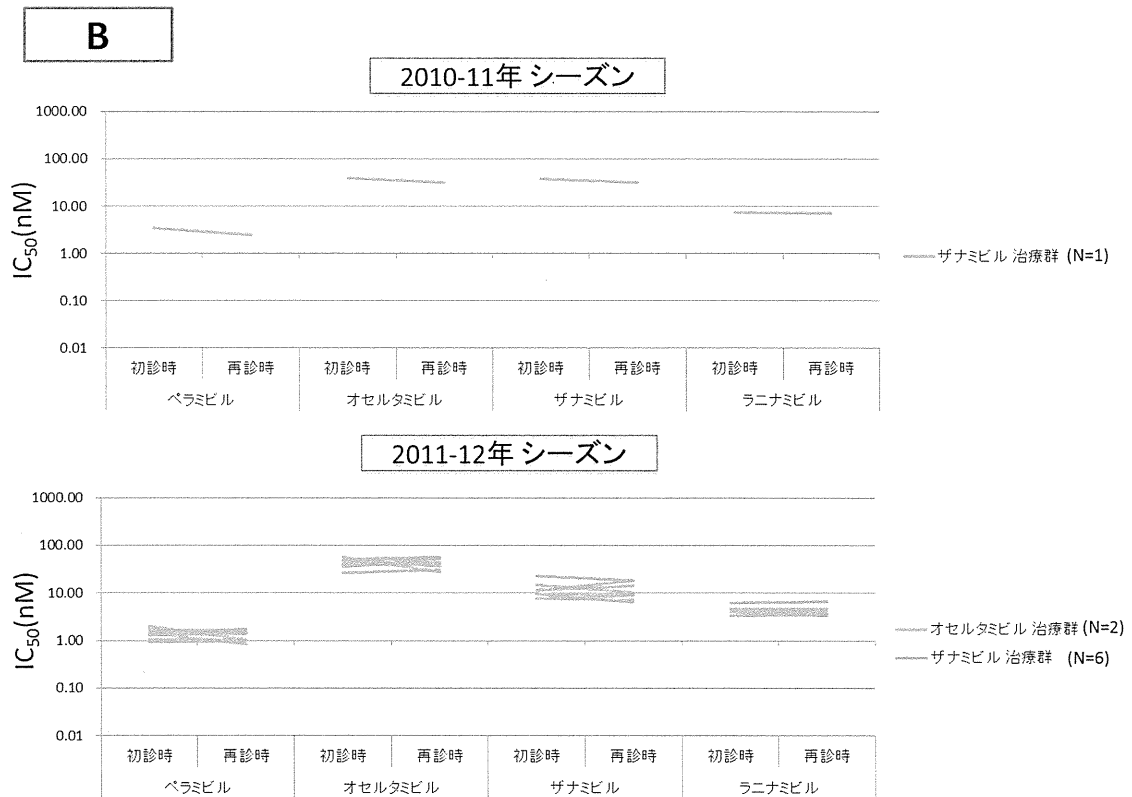 B
2010-11年 シーズン
1000.00
100.00
10.00
1.00
0.10
0.01
IC50(nM)
初診時 再診時 初診時 再診時 初診時 再診時 初診時 再診時
ペラミビル オセルタミビル ザナミビル ラニナミビル
ザナミビル 治療群 (N=1)
2011-12年 シーズン
1000.00
100.00
10.00
1.00
0.10
0.01
IC50(nM)
初診時 再診時 初診時 再診時 初診時 再診時 初診時 再診時
ペラミビル オセルタミビル ザナミビル ラニナミビル
オセルタミビル 治療群 (N=2)
ザナミビル 治療群 (N=6)